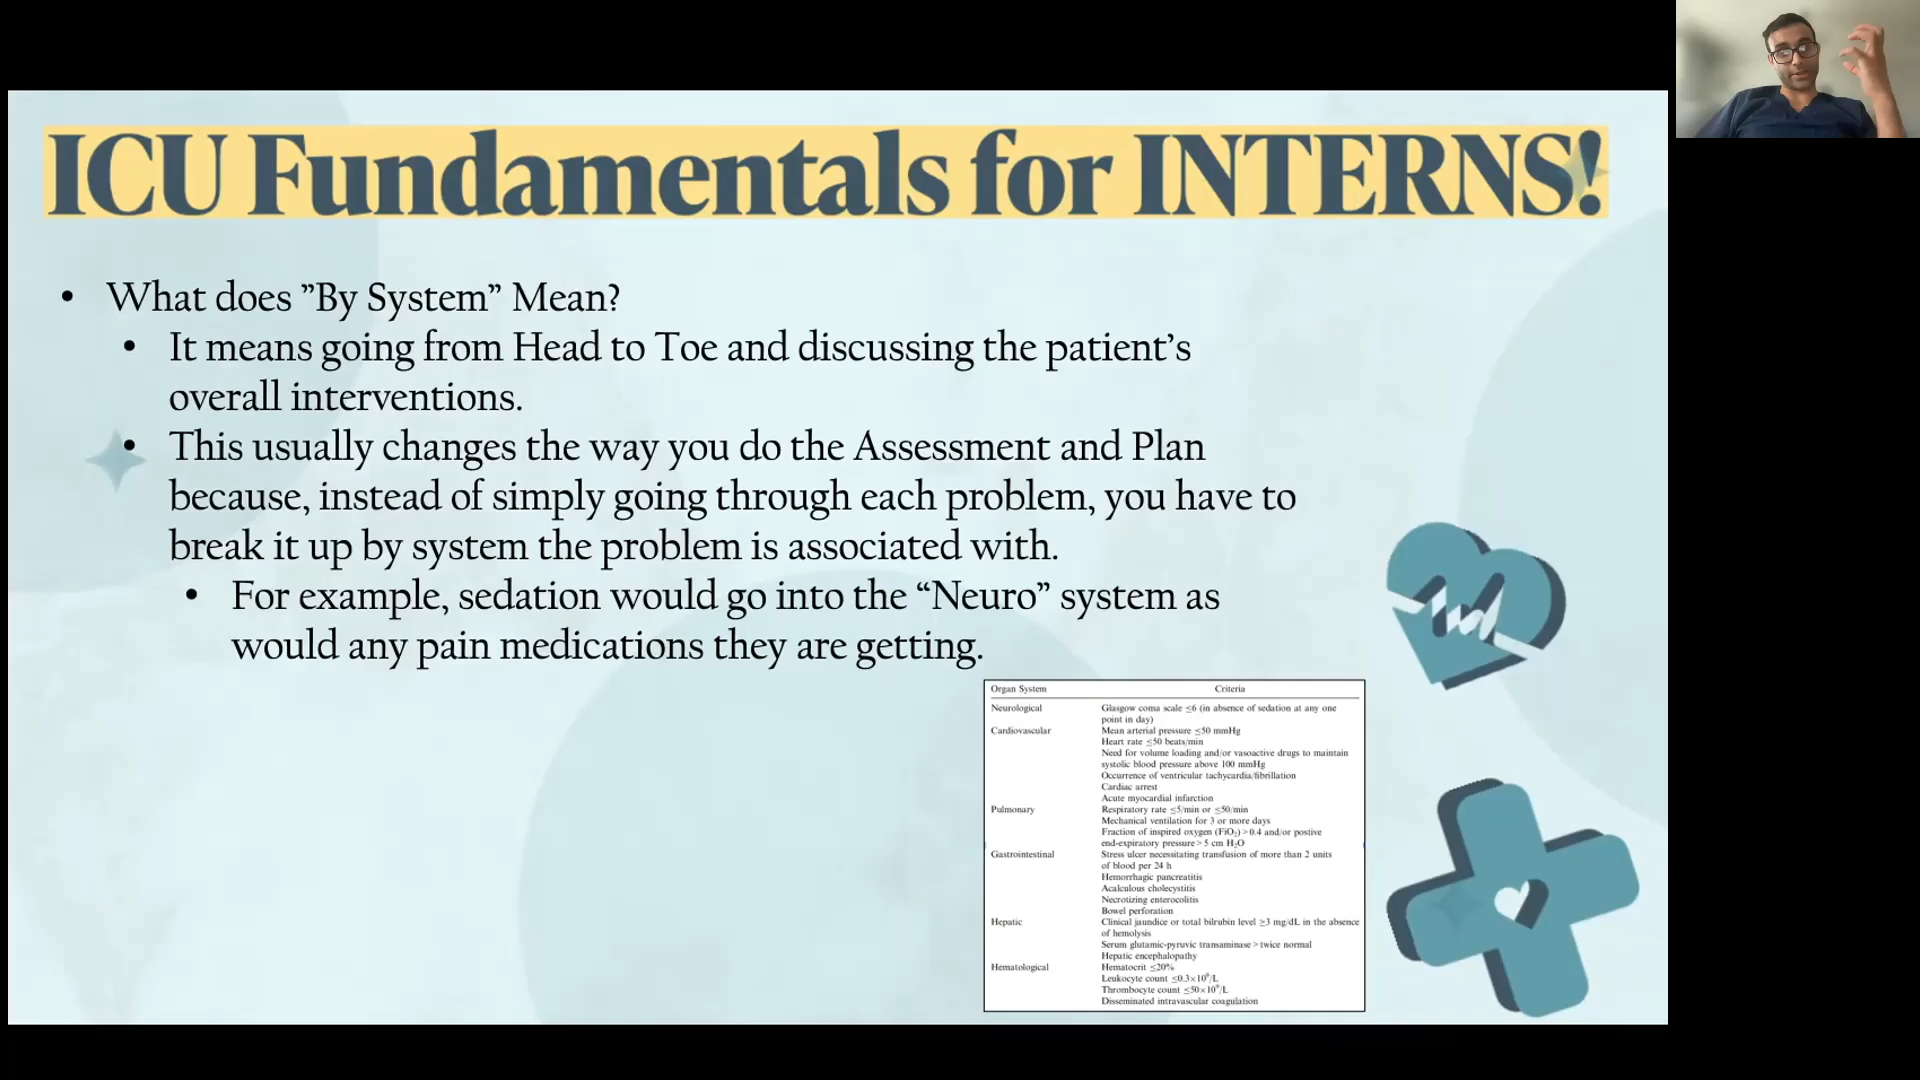 ICU Fundamentals for INTERNS!
• What does ”By System” Mean?
• It means going from Head to Toe and discussing the patient’s
overall interventions.
• This usually changes the way you do the Assessment and Plan
because, instead of simply going through each problem, you have to
break it up by system the problem is associated with.
• For example, sedation would go into the “Neuro” system as
would any pain medications they are getting.
Organ System Criteria
Neurological Glasgow coma scale ≤6 (in absence of sedation at any one
point in day)
Cardiovascular Mean arterial pressure ≤50 mmHg
Heart rate ≤50 beats/min
Need for volume loading and/or vasoactive drugs to maintain
systolic blood pressure above 100 mmHg
Occurrence of ventricular tachycardia/fibrillation
Cardiac arrest
Acute myocardial infarction
Pulmonary Respiratory rate ≤5/min or ≤50/min
Mechanical ventilation for 3 or more days
Fraction of inspired oxygen (FiO₂) > 0.4 and/or postive
end-expiratory pressure > 5 cm H₂O
Gastrointestinal Stress ulcer necessitating transfusion of more than 2 units
of blood per 24 h
Hemorrhagic pancreatitis
Acalculous cholecystitis
Necrotizing enterocolitis
Bowel perforation
Hepatic Clinical jaundice or total bilrubin level ≥3 mg/dL in the absence
of hemolysis
Serum glutamic-pyruvic transaminase > twice normal
Hepatic encephalopathy
Hematological Hematocrit ≤20%
Leukocyte count ≤0.3×10⁹/L
Thrombocyte count ≤50×10⁹/L
Disseminated intravascular coagulation